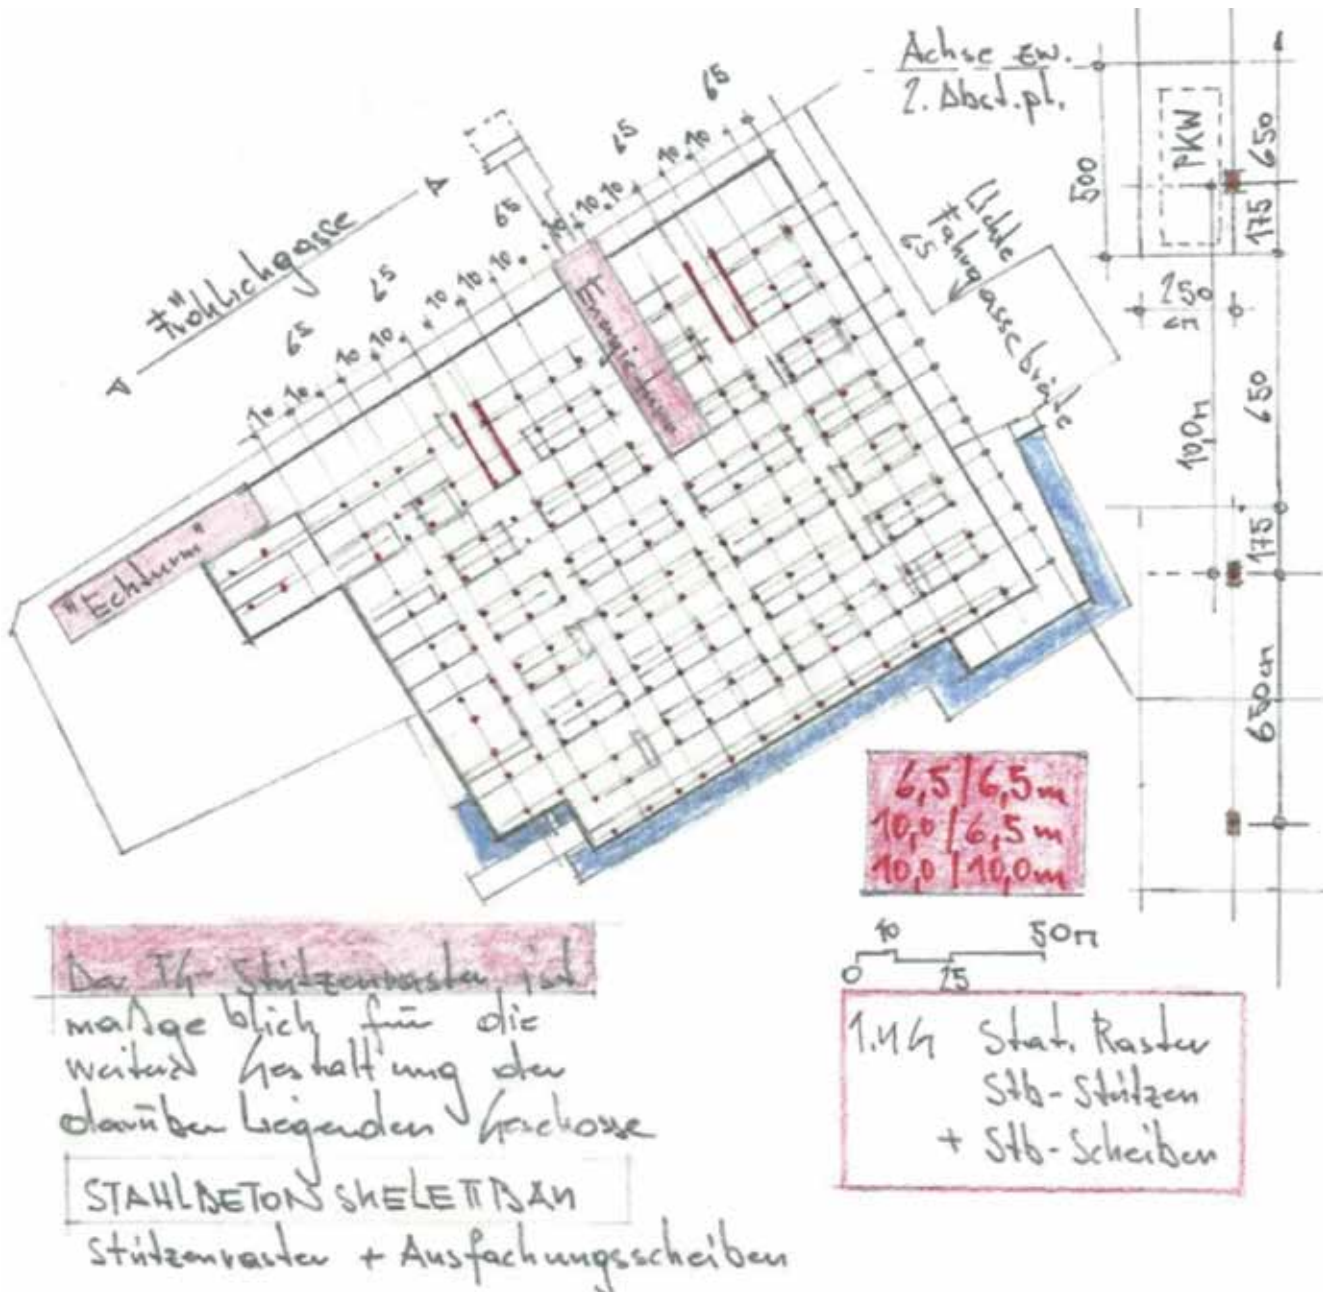 Achse zw.
2. Abst.pl.
65
65
10
10
65
10
10
10
65
10
10
10
65
10
10
65
10
10
"Fröhlichgasse
"Energieturm"
"Echturm"
Lichte
Fahrgassebreite
65
PKW
500
650
175
250
cm
10,0m
650
175
650cm
6,5/6,5m
10,0/6,5m
10,0/10,0m
10
50m
0
25
Der TG-Stützenraster ist
maßgeblich für die
weitere Gestaltung der
darüber liegenden Geschosse
STAHLBETONSKELETTBAU
Stützenraster + Ausfachungsscheiben
1.UG Stat. Raster
Stb-Stützen
+ Stb-Scheiben